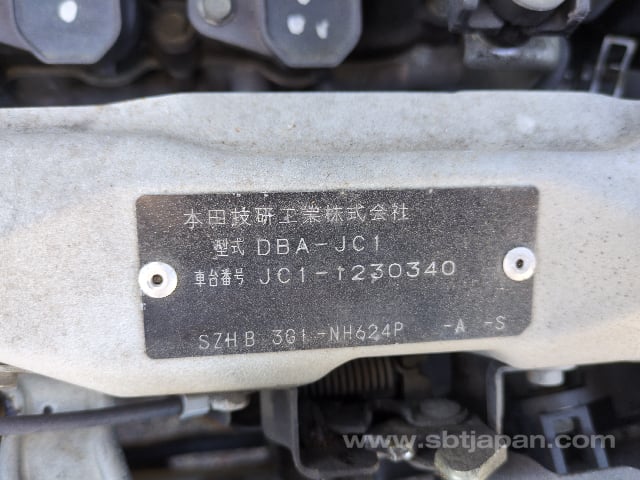 本田技研工業株式会社
型式 DBA-JC1
車台番号 JC1-1230340
SZHB 3G1-NH624P -A -S
www.sbtjapan.com